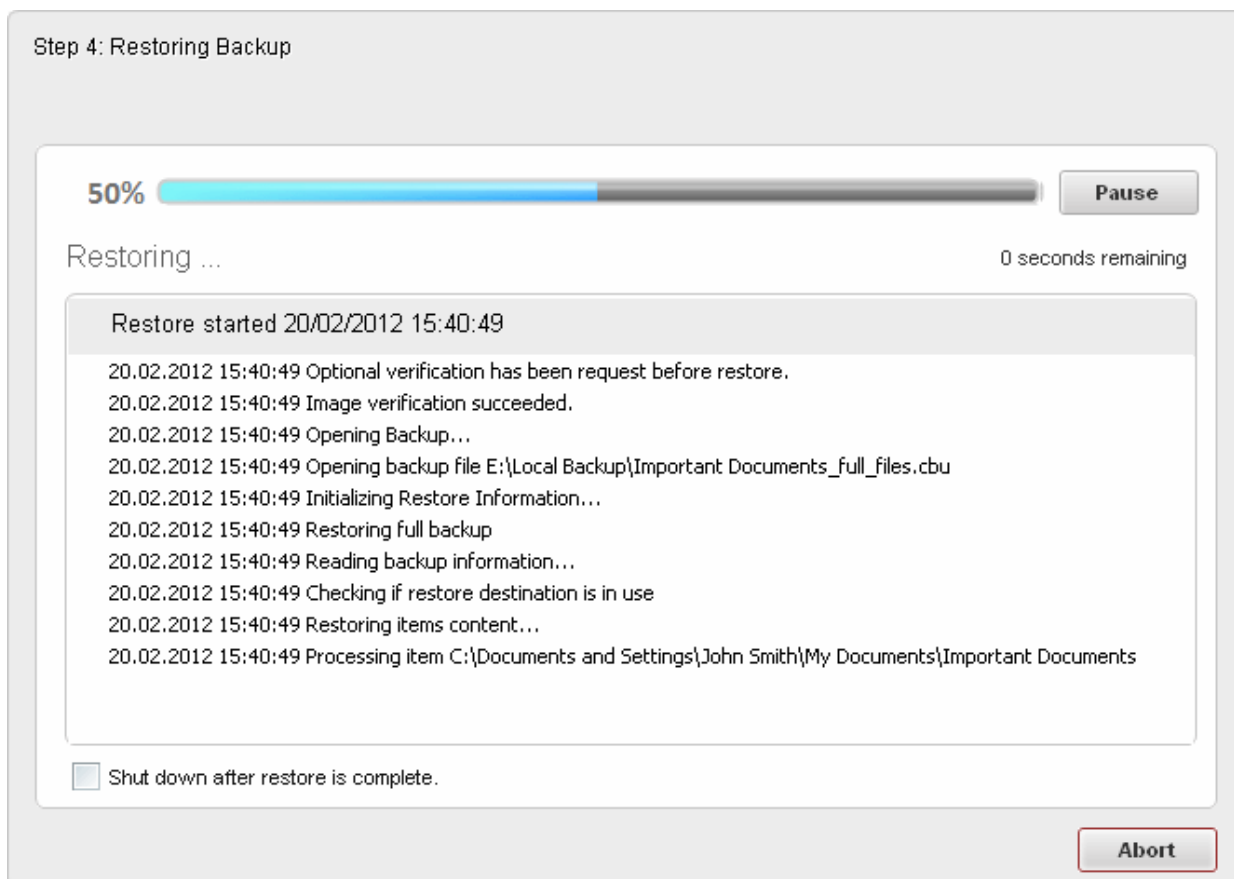 Step 4: Restoring Backup
50%
Pause
Restoring ...
0 seconds remaining
Restore started 20/02/2012 15:40:49
20.02.2012 15:40:49 Optional verification has been request before restore.
20.02.2012 15:40:49 Image verification succeeded.
20.02.2012 15:40:49 Opening Backup...
20.02.2012 15:40:49 Opening backup file E:\Local Backup\Important Documents_full_files.cbu
20.02.2012 15:40:49 Initializing Restore Information...
20.02.2012 15:40:49 Restoring full backup
20.02.2012 15:40:49 Reading backup information...
20.02.2012 15:40:49 Checking if restore destination is in use
20.02.2012 15:40:49 Restoring items content...
20.02.2012 15:40:49 Processing item C:\Documents and Settings\John Smith\My Documents\Important Documents
Shut down after restore is complete.
Abort